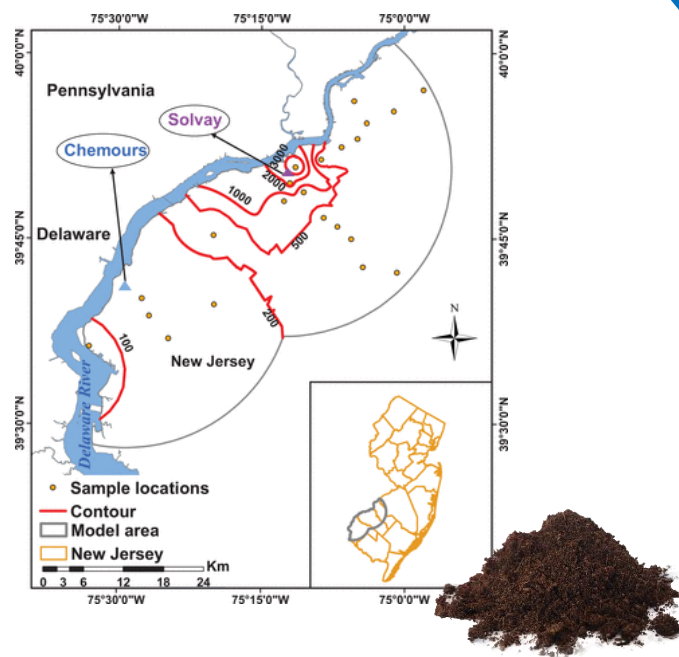 75°30'0"W 75°15'0"W 75°0'0"W
40°0'0"N 40°0'0"N
Pennsylvania
Solvay
Chemours
3000
2000
1000
Delaware
39°45'0"N 39°45'0"N
500
200
100
N
New Jersey
Delaware River
39°30'0"N 39°30'0"N
Sample locations
Contour
Model area
New Jersey
Km
0 3 6 12 18 24
75°30'0"W 75°15'0"W 75°0'0"W